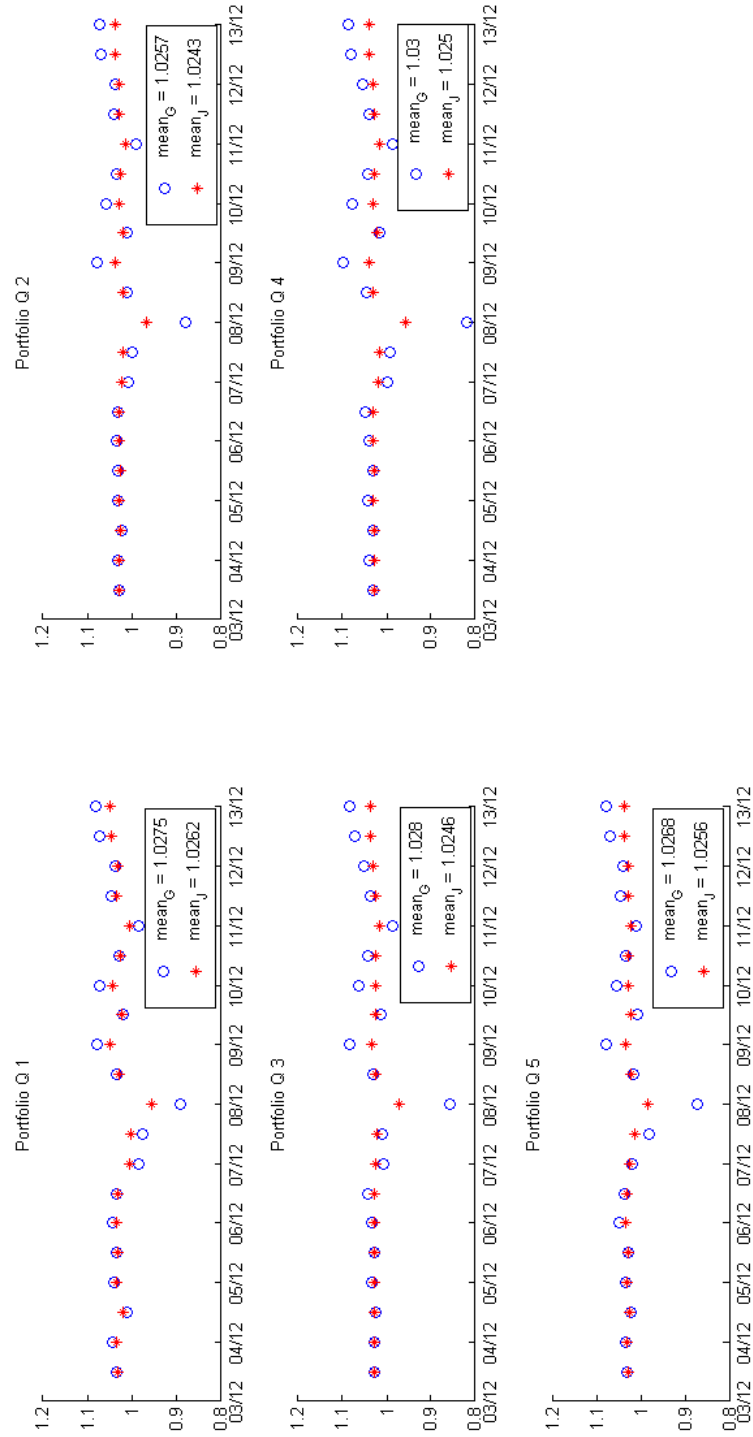 Portfolio Q 1
1.2
1.1
1
0.9
0.8
03/12 04/12 05/12 06/12 07/12 08/12 09/12 10/12 11/12 12/12 13/12
mean_G = 1.0275
mean_J = 1.0262
Portfolio Q 2
1.2
1.1
1
0.9
0.8
03/12 04/12 05/12 06/12 07/12 08/12 09/12 10/12 11/12 12/12 13/12
mean_G = 1.0257
mean_J = 1.0243
Portfolio Q 3
1.2
1.1
1
0.9
0.8
03/12 04/12 05/12 06/12 07/12 08/12 09/12 10/12 11/12 12/12 13/12
mean_G = 1.028
mean_J = 1.0246
Portfolio Q 4
1.2
1.1
1
0.9
0.8
03/12 04/12 05/12 06/12 07/12 08/12 09/12 10/12 11/12 12/12 13/12
mean_G = 1.03
mean_J = 1.025
Portfolio Q 5
1.2
1.1
1
0.9
0.8
03/12 04/12 05/12 06/12 07/12 08/12 09/12 10/12 11/12 12/12 13/12
mean_G = 1.0268
mean_J = 1.0256